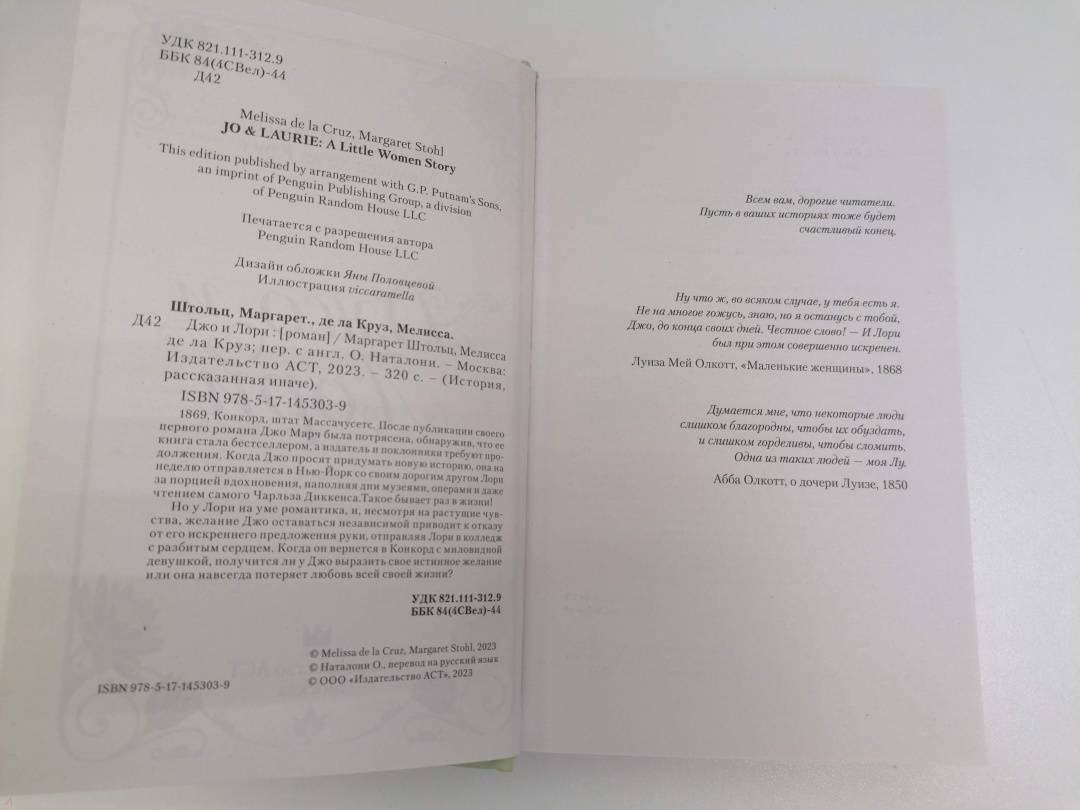 УДК 821.111-312.9
ББК 84(4СВел)-44
Д42
Melissa de la Cruz, Margaret Stohl
JO & LAURIE: A Little Women Story
This edition published by arrangement with G.P. Putnam's Sons,
an imprint of Penguin Publishing Group, a division
of Penguin Random House LLC
Печатается с разрешения автора
Penguin Random House LLC
Дизайн обложки Яны Половцевой
Иллюстрация viccaramella
Штольц, Маргарет., де ла Круз, Мелисса.
Д42 Джо и Лори : [роман] / Маргарет Штольц, Мелисса
де ла Круз; пер. с англ. О. Наталони. – Москва:
Издательство АСТ, 2023. – 320 с. – (История,
рассказанная иначе).
ISBN 978-5-17-145303-9
1869, Конкорд, штат Массачусетс. После публикации своего
первого романа Джо Марч была потрясена, обнаружив, что ее
книга стала бестселлером, а издатель и поклонники требуют про-
должения. Когда Джо просят придумать новую историю, она на
неделю отправляется в Нью-Йорк со своим дорогим другом Лори
за порцией вдохновения, наполняя дни музеями, операми и даже
чтением самого Чарльза Диккенса.Такое бывает раз в жизни!
Но у Лори на уме романтика, и, несмотря на растущие чув-
ства, желание Джо оставаться независимой приводит к отказу
от его искреннего предложения руки, отправляя Лори в колледж
с разбитым сердцем. Когда он вернется в Конкорд с миловидной
девушкой, получится ли у Джо выразить свое истинное желание
или она навсегда потеряет любовь всей своей жизни?
УДК 821.111-312.9
ББК 84(4СВел)-44
© Melissa de la Cruz, Margaret Stohl, 2023
© Наталони О., перевод на русский язык
ISBN 978-5-17-145303-9 © ООО «Издательство АСТ», 2023
Всем вам, дорогие читатели.
Пусть в ваших историях тоже будет
счастливый конец.
Ну что ж, во всяком случае, у тебя есть я.
Не на многое гожусь, знаю, но я останусь с тобой,
Джо, до конца своих дней. Честное слово! — И Лори
был при этом совершенно искренен.
Луиза Мей Олкотт, «Маленькие женщины», 1868
Думается мне, что некоторые люди
слишком благородны, чтобы их обуздать,
и слишком горделивы, чтобы сломить.
Одна из таких людей — моя Лу.
Абба Олкотт, о дочери Луизе, 1850